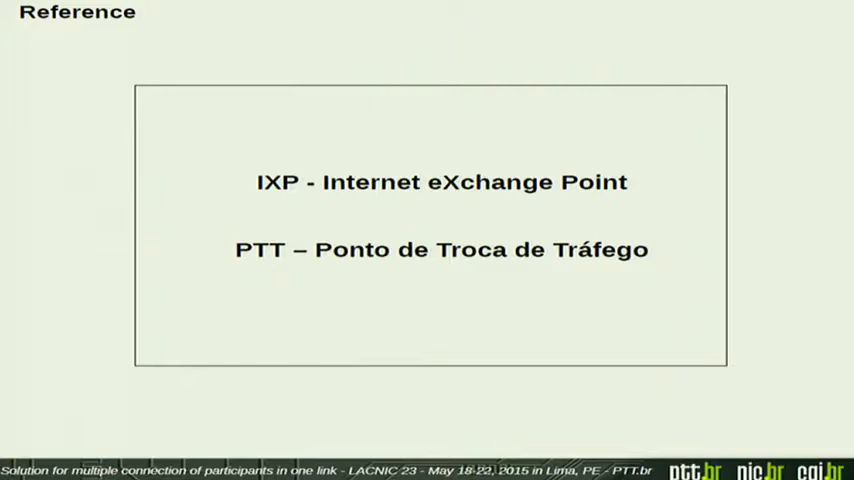 Reference
IXP - Internet eXchange Point
PTT – Ponto de Troca de Tráfego
Solution for multiple connection of participants in one link - LACNIC 23 - May 18-22, 2015 in Lima, PE - PTT.br
ptt.br nic.br cgi.br